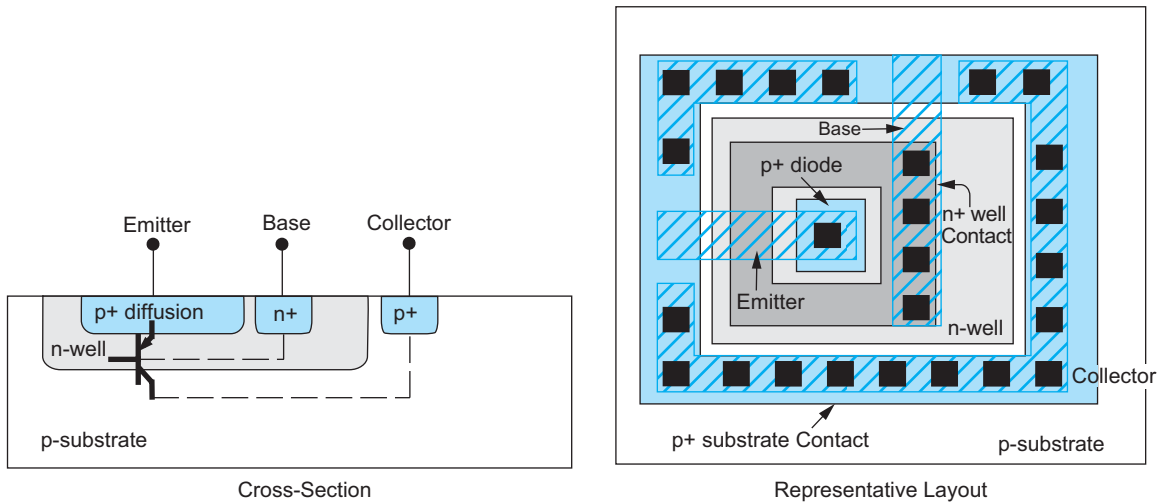 Emitter
Base
Collector
p+ diffusion
n+
p+
n-well
p-substrate
Cross-Section
Base
p+ diode
n+ well
Contact
Emitter
n-well
Collector
p+ substrate Contact
p-substrate
Representative Layout